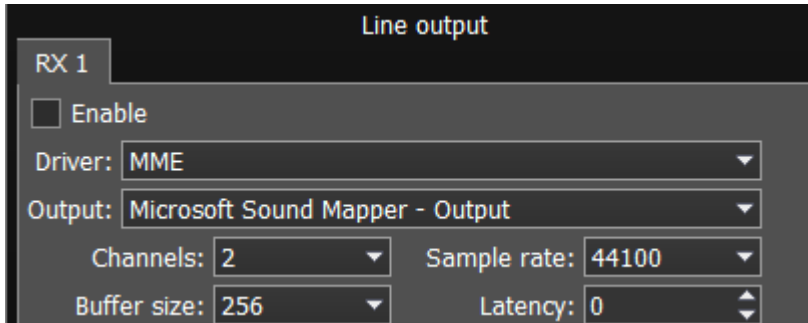 Line output
RX 1
Enable
Driver: MME
Output: Microsoft Sound Mapper - Output
Channels: 2 Sample rate: 44100
Buffer size: 256 Latency: 0